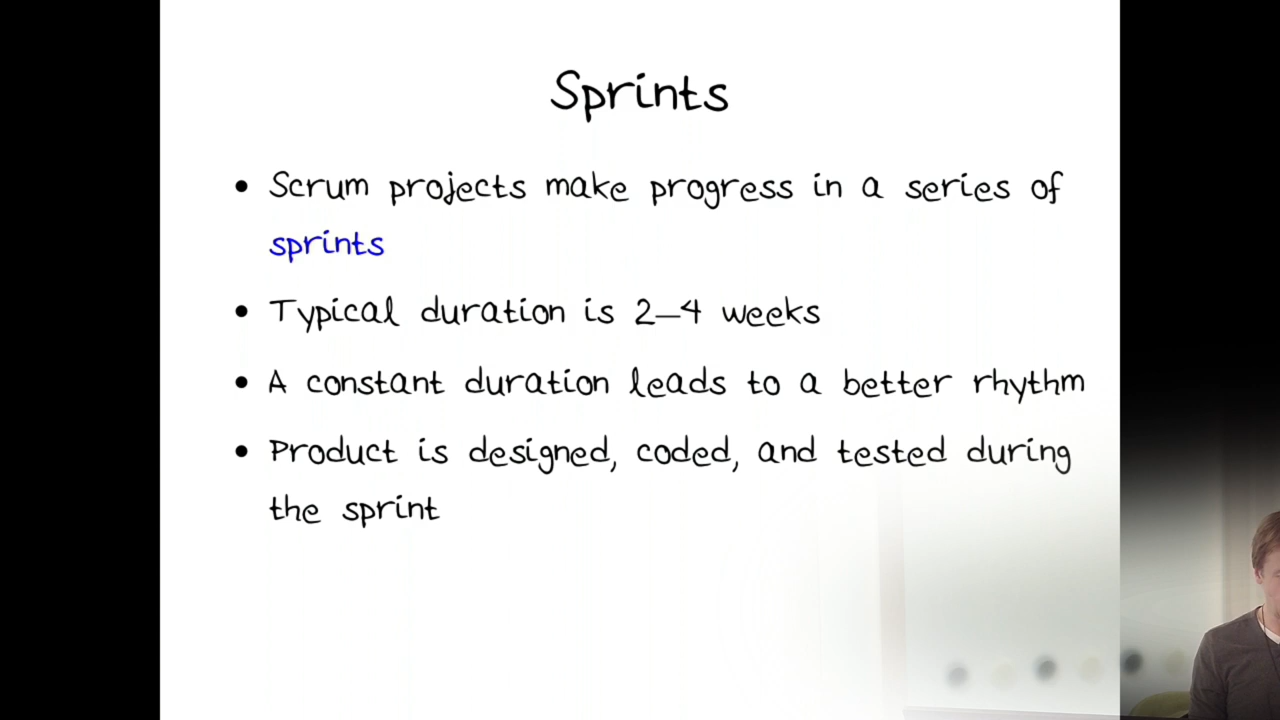 Sprints
• Scrum projects make progress in a series of
sprints
• Typical duration is 2–4 weeks
• A constant duration leads to a better rhythm
• Product is designed, coded, and tested during
the sprint